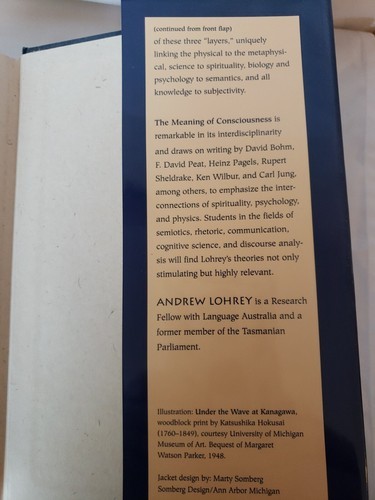 (continued from front flap)
of these three "layers," uniquely
linking the physical to the metaphysi-
cal, science to spirituality, biology and
psychology to semantics, and all
knowledge to subjectivity.
The Meaning of Consciousness is
remarkable in its interdisciplinarity
and draws on writing by David Bohm,
F. David Peat, Heinz Pagels, Rupert
Sheldrake, Ken Wilbur, and Carl Jung,
among others, to emphasize the inter-
connections of spirituality, psychology,
and physics. Students in the fields of
semiotics, rhetoric, communication,
cognitive science, and discourse analy-
sis will find Lohrey's theories not only
stimulating but highly relevant.
ANDREW LOHREY is a Research
Fellow with Language Australia and a
former member of the Tasmanian
Parliament.
Illustration: Under the Wave at Kanagawa,
woodblock print by Katsushika Hokusai
(1760–1849), courtesy University of Michigan
Museum of Art. Bequest of Margaret
Watson Parker, 1948.
Jacket design by: Marty Somberg
Somberg Design/Ann Arbor Michigan